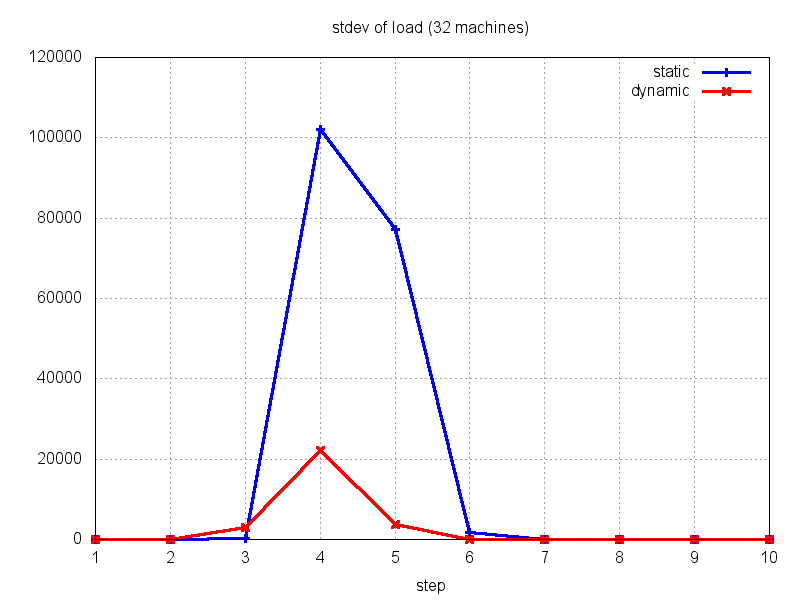 stdev of load (32 machines)
120000
static
dynamic
100000
80000
60000
40000
20000
0
1 2 3 4 5 6 7 8 9 10
step